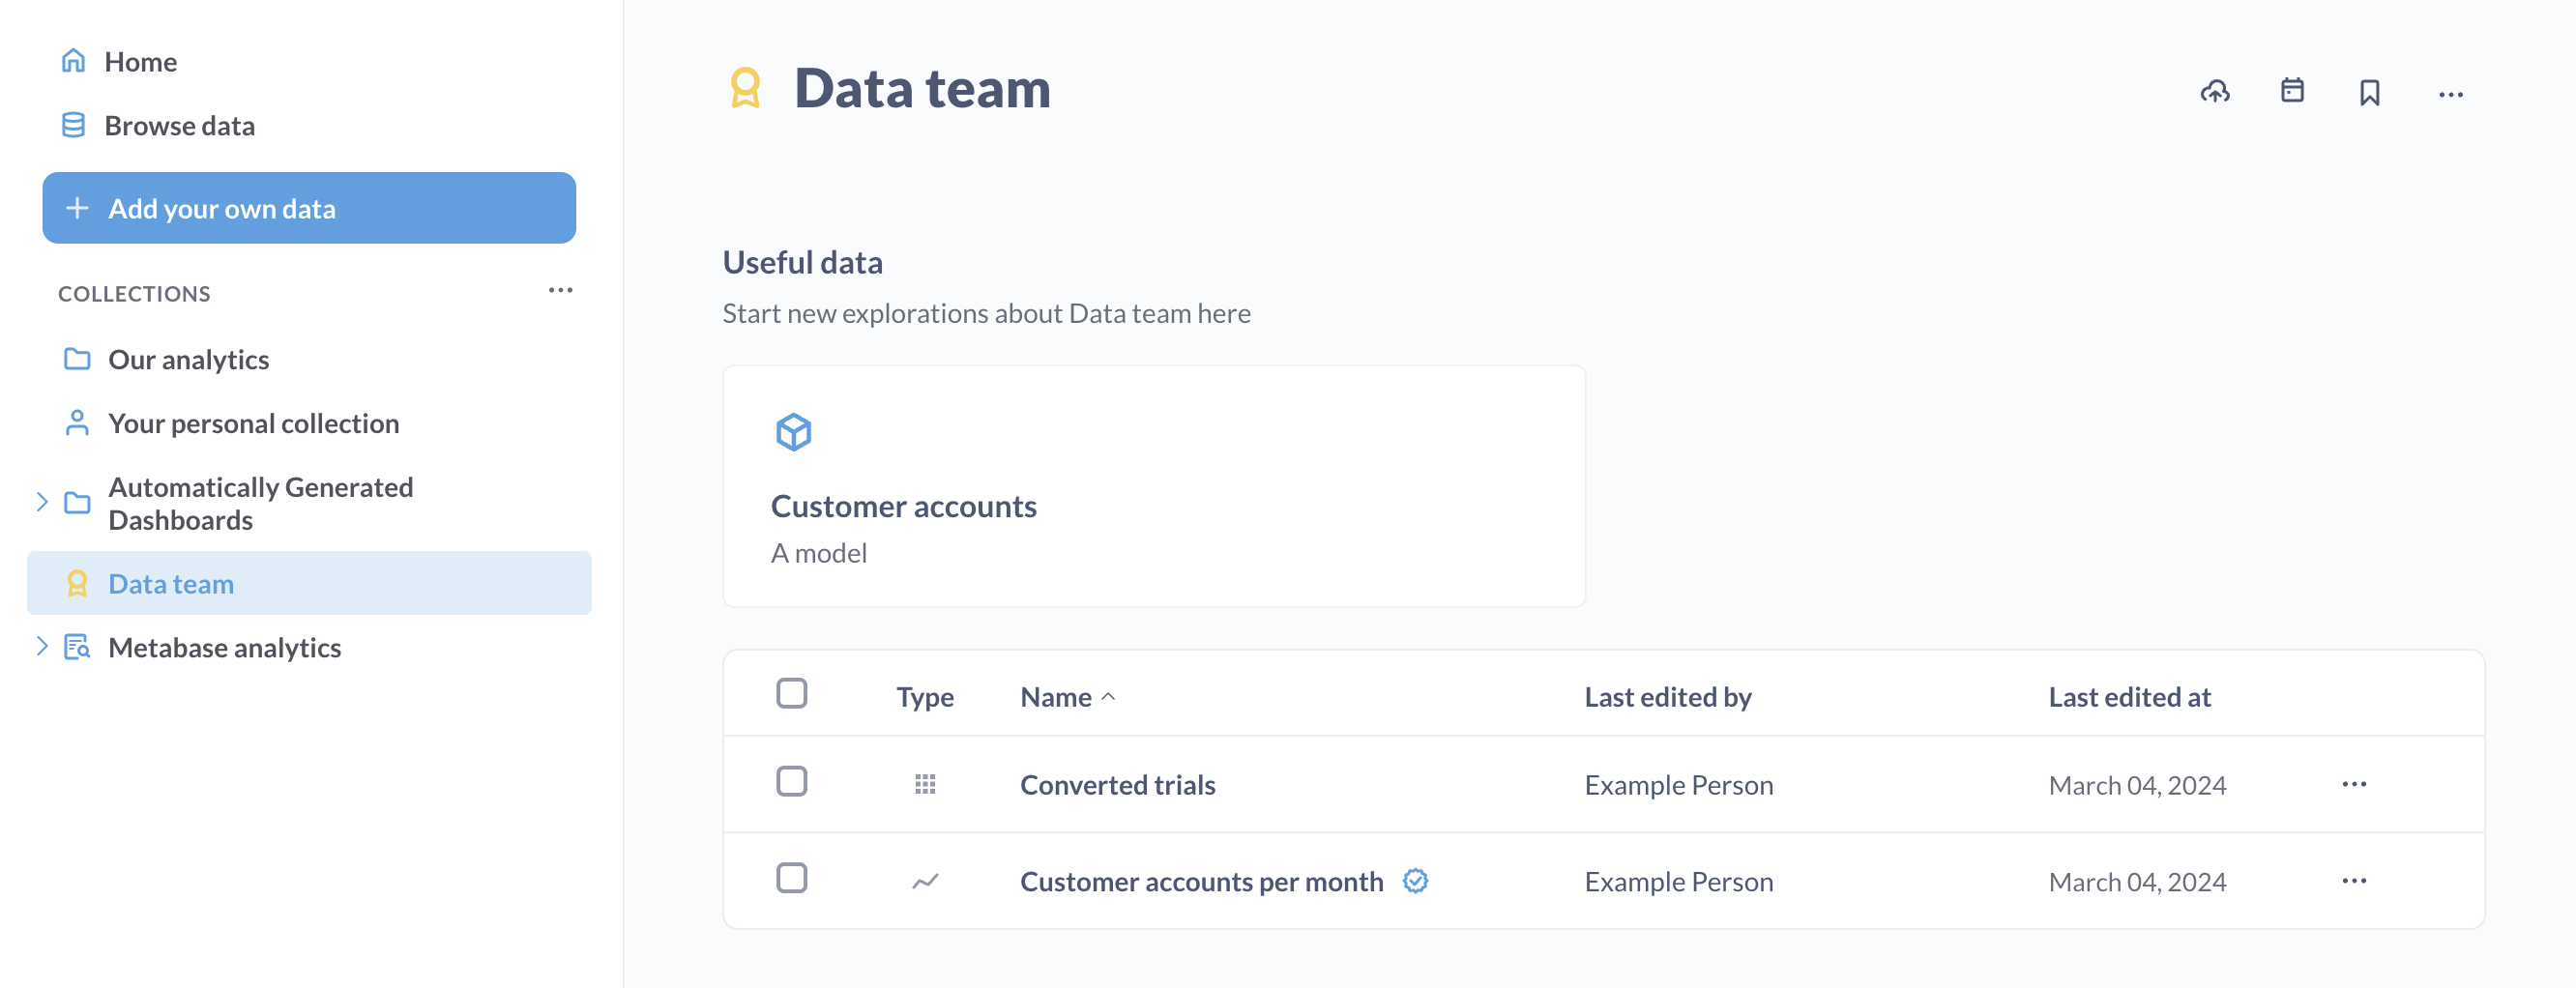 Home
Browse data
Add your own data
COLLECTIONS
Our analytics
Your personal collection
Automatically Generated
Dashboards
Data team
Metabase analytics
Data team
Useful data
Start new explorations about Data team here
Customer accounts
A model
Type Name Last edited by Last edited at
Converted trials Example Person March 04, 2024
Customer accounts per month Example Person March 04, 2024